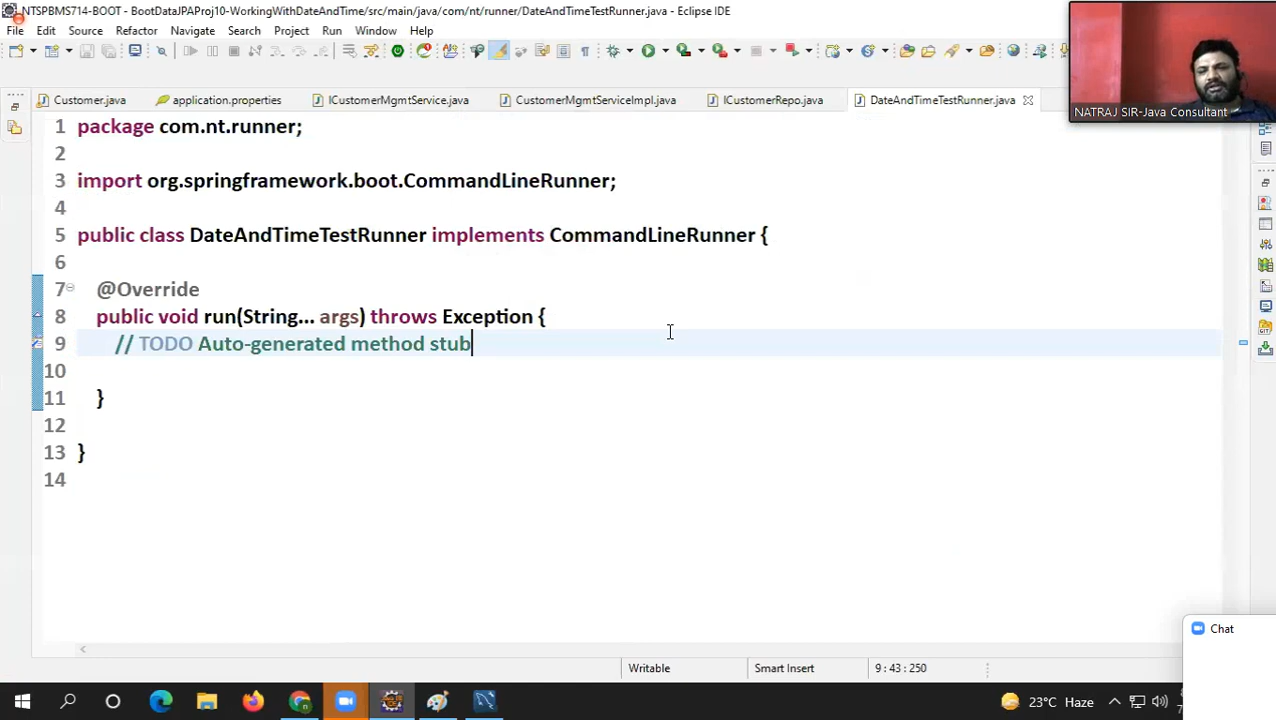 NTSPBMS714-BOOT - BootDataJPAProj10-WorkingWithDateAndTime/src/main/java/com/nt/runner/DateAndTimeTestRunner.java - Eclipse IDE
File Edit Source Refactor Navigate Search Project Run Window Help
NATRAJ SIR-Java Consultant
Customer.java application.properties ICustomerMgmtService.java CustomerMgmtServiceImpl.java ICustomerRepo.java DateAndTimeTestRunner.java
1 package com.nt.runner;
2
3 import org.springframework.boot.CommandLineRunner;
4
5 public class DateAndTimeTestRunner implements CommandLineRunner {
6
7 @Override
8 public void run(String... args) throws Exception {
9 // TODO Auto-generated method stub
10
11 }
12
13 }
14
Chat
Writable Smart Insert 9 : 43 : 250
23°C Haze